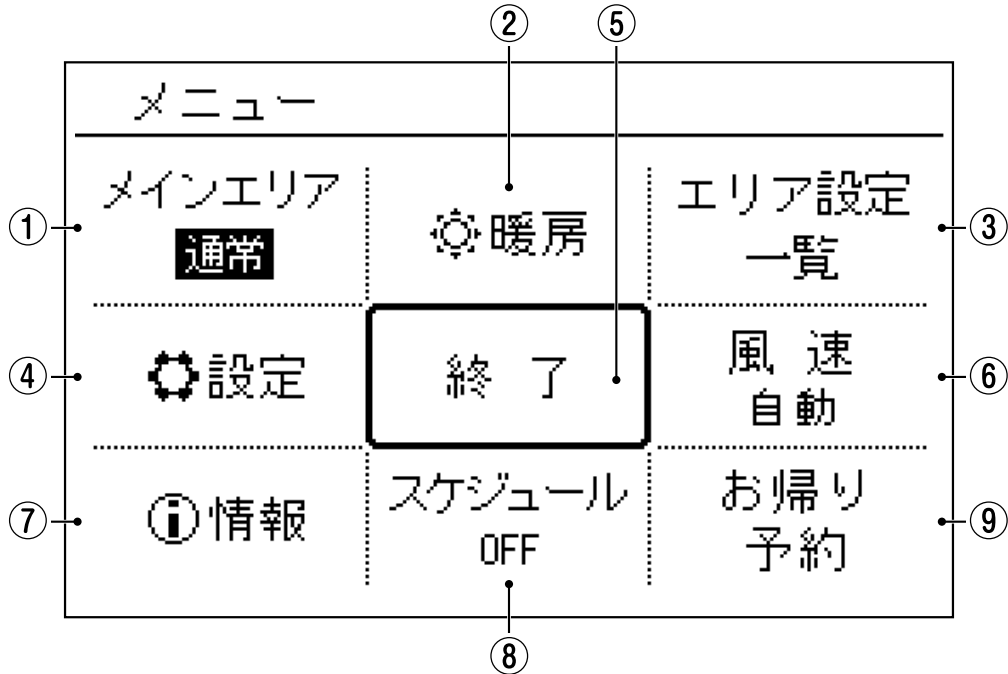 ② ⑤
メニュー
メインエリア
通常
暖房
エリア設定
一覧
① ③
設定
終 了
風 速
自動
④ ⑥
情報
スケジュール
OFF
お帰り
予約
⑦ ⑨
⑧